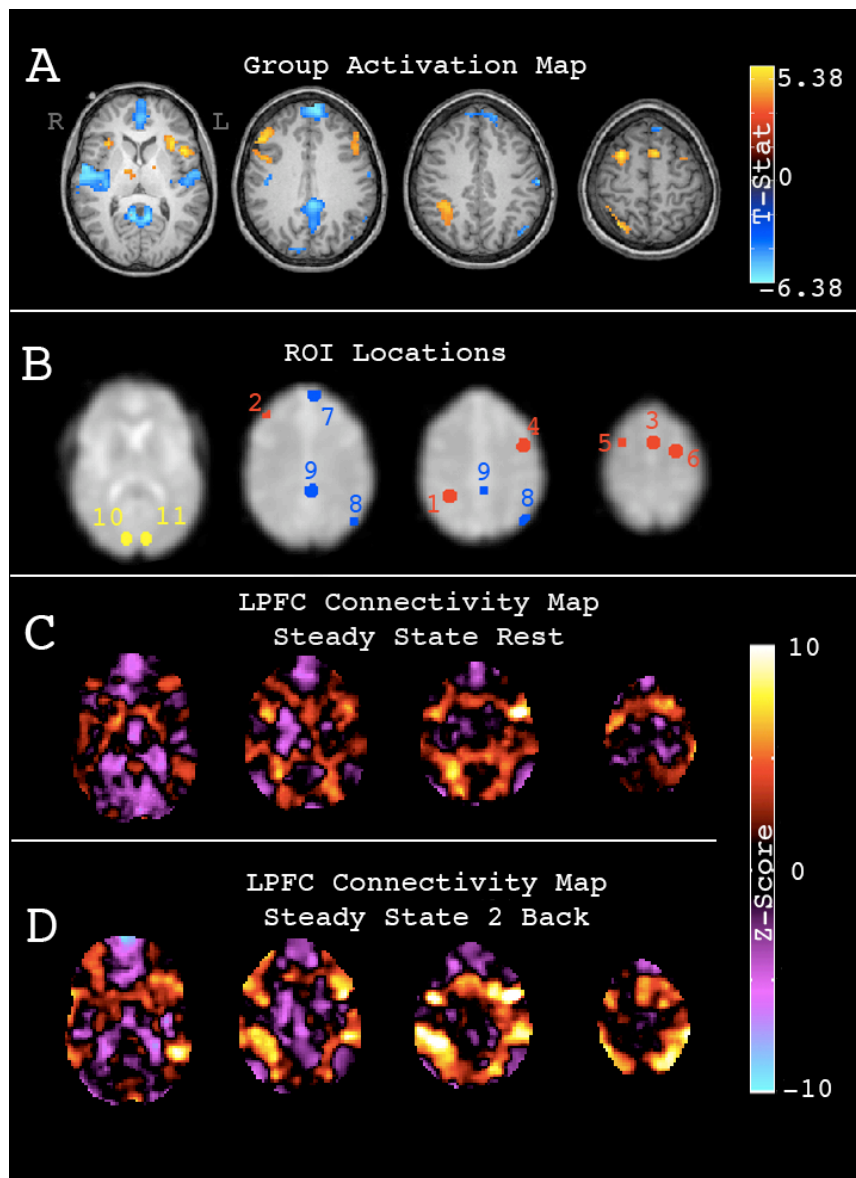 A
Group Activation Map
R
L
5.38
T-Stat
0
-6.38
B
ROI Locations
2
7
9
8
10
11
4
9
1
8
3
5
6
C
LPFC Connectivity Map
Steady State Rest
10
Z-Score
0
-10
D
LPFC Connectivity Map
Steady State 2 Back